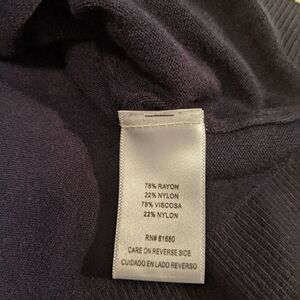 78% RAYON
22% NYLON
78% VISCOSA
22% NYLON
RN# 81680
CARE ON REVERSE SIDE
CUIDADO EN LADO REVERSO